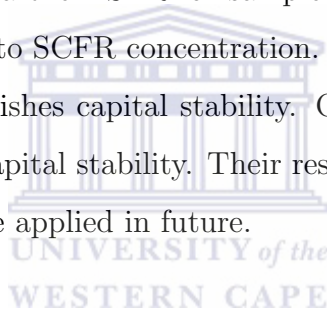 to SCFR concentration.
ishes capital stability.
apital stability. Their res
e applied in future.
UNIVERSITY of the
WESTERN CAPE